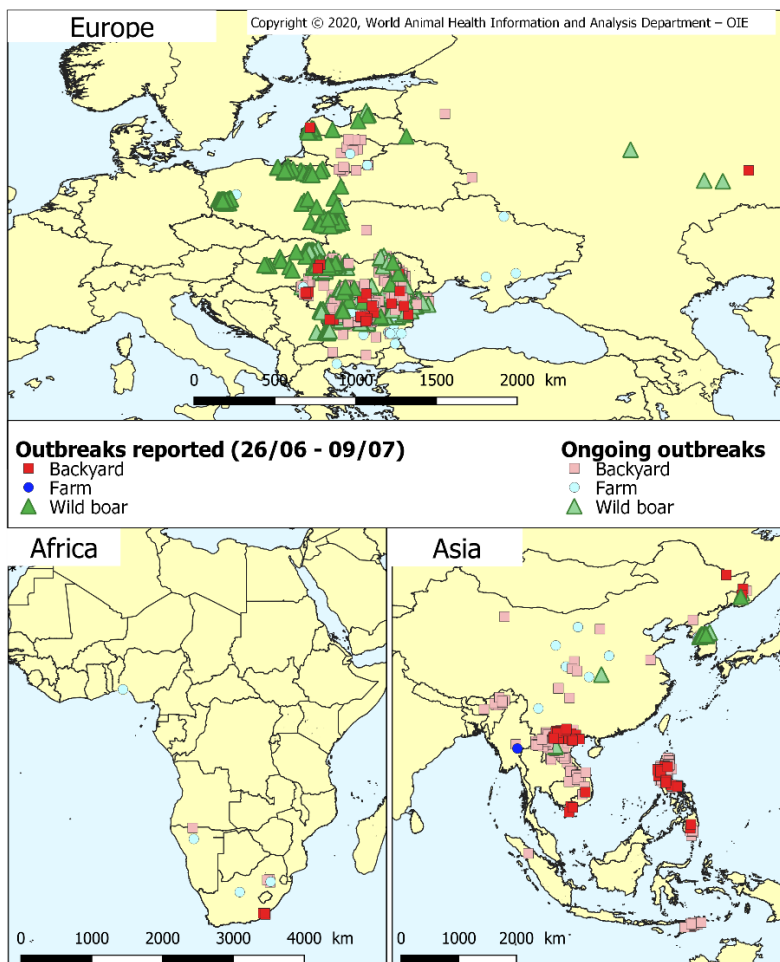 Europe
Copyright © 2020, World Animal Health Information and Analysis Department – OIE
0 500 1000 1500 2000 km
Outbreaks reported (26/06 - 09/07)
Backyard
Farm
Wild boar
Ongoing outbreaks
Backyard
Farm
Wild boar
Africa
Asia
0 1000 2000 3000 4000 km
0 1000 2000 km